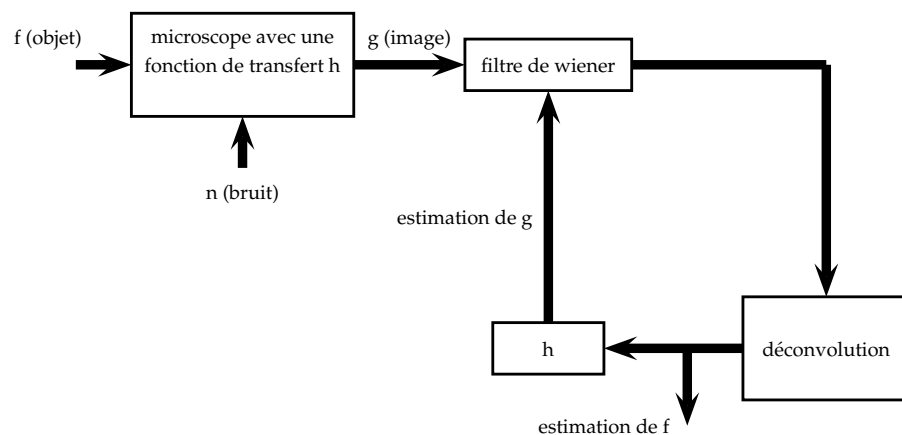 f (objet)
microscope avec une
fonction de transfert h
g (image)
filtre de wiener
n (bruit)
estimation de g
h
déconvolution
estimation de f